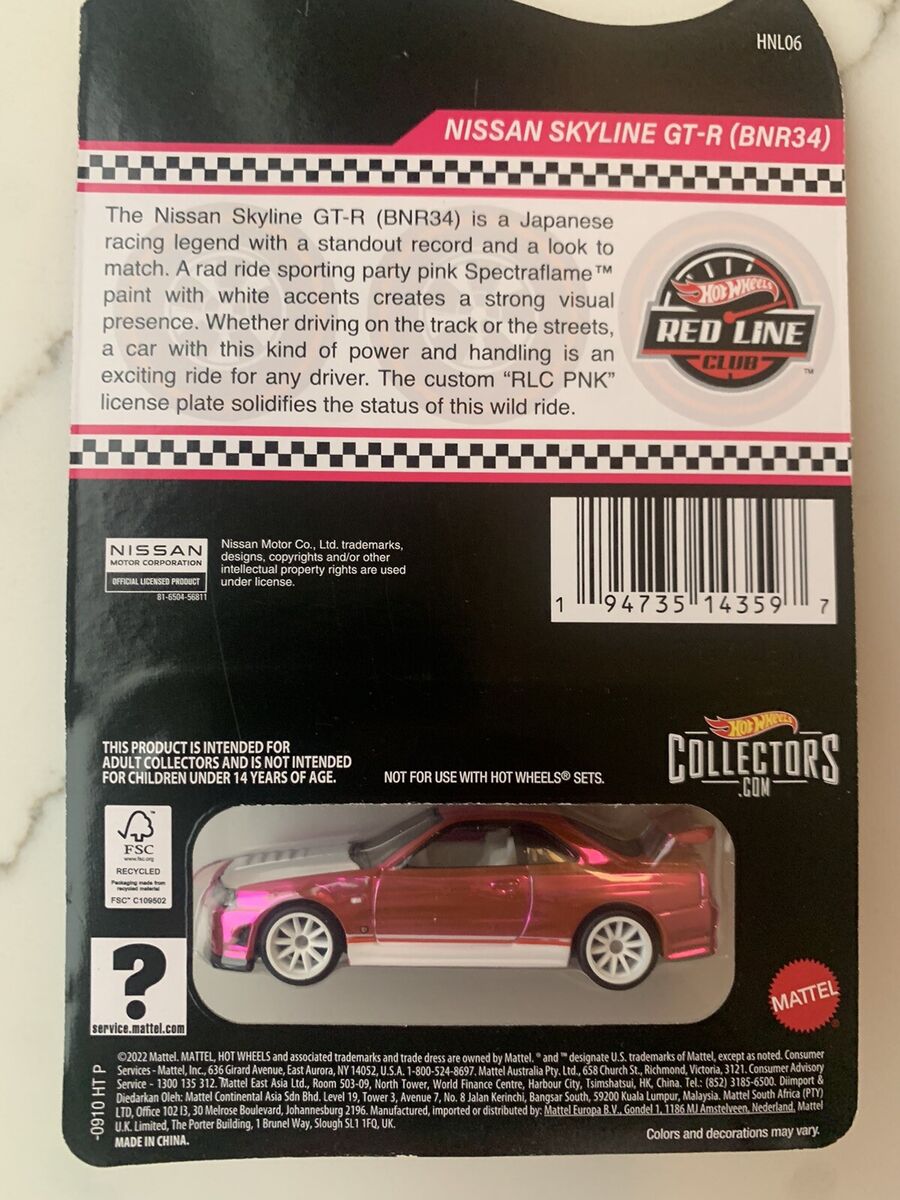 HNL06
NISSAN SKYLINE GT-R (BNR34)
The Nissan Skyline GT-R (BNR34) is a Japanese
racing legend with a standout record and a look to
match. A rad ride sporting party pink Spectraflame™
paint with white accents creates a strong visual
presence. Whether driving on the track or the streets,
a car with this kind of power and handling is an
exciting ride for any driver. The custom “RLC PNK”
license plate solidifies the status of this wild ride.
HOT WHEELS
RED LINE
CLUB
TM
NISSAN
MOTOR CORPORATION
OFFICIAL LICENSED PRODUCT
81-6504-56811
Nissan Motor Co., Ltd. trademarks,
designs, copyrights and/or other
intellectual property rights are used
under license.
1 94735 14359 7
HOT WHEELS
COLLECTORS
.COM
THIS PRODUCT IS INTENDED FOR
ADULT COLLECTORS AND IS NOT INTENDED
FOR CHILDREN UNDER 14 YEARS OF AGE.
NOT FOR USE WITH HOT WHEELS® SETS.
FSC
www.fsc.org
RECYCLED
Packaging made from
recycled material
FSC™ C109502
?
service.mattel.com
MATTEL
®
-0910 HT P
©2022 Mattel. MATTEL, HOT WHEELS and associated trademarks and trade dress are owned by Mattel. ® and ™ designate U.S. trademarks of Mattel, except as noted. Consumer
Services - Mattel, Inc., 636 Girard Avenue, East Aurora, NY 14052, U.S.A. 1-800-524-8697. Mattel Australia Pty. Ltd., 658 Church St., Richmond, Victoria, 3121. Consumer Advisory
Service - 1300 135 312. Mattel East Asia Ltd., Room 503-09, North Tower, World Finance Centre, Harbour City, Tsimshatsui, HK, China. Tel.: (852) 3185-6500. Diimport &
Diedarkan Oleh: Mattel Continental Asia Sdn Bhd. Level 19, Tower 3, Avenue 7, No. 8 Jalan Kerinchi, Bangsar South, 59200 Kuala Lumpur, Malaysia. Mattel South Africa (PTY)
LTD, Office 102 I3, 30 Melrose Boulevard, Johannesburg 2196. Manufactured, imported or distributed by: Mattel Europa B.V., Gondel 1, 1186 MJ Amstelveen, Nederland. Mattel
U.K. Limited, The Porter Building, 1 Brunel Way, Slough SL1 1FQ, UK.
MADE IN CHINA.
Colors and decorations may vary.